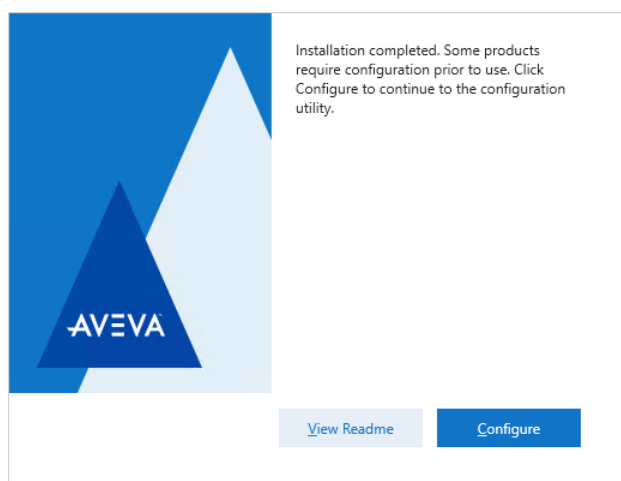 Installation completed. Some products
require configuration prior to use. Click
Configure to continue to the configuration
utility.
AVEVA
View Readme
Configure